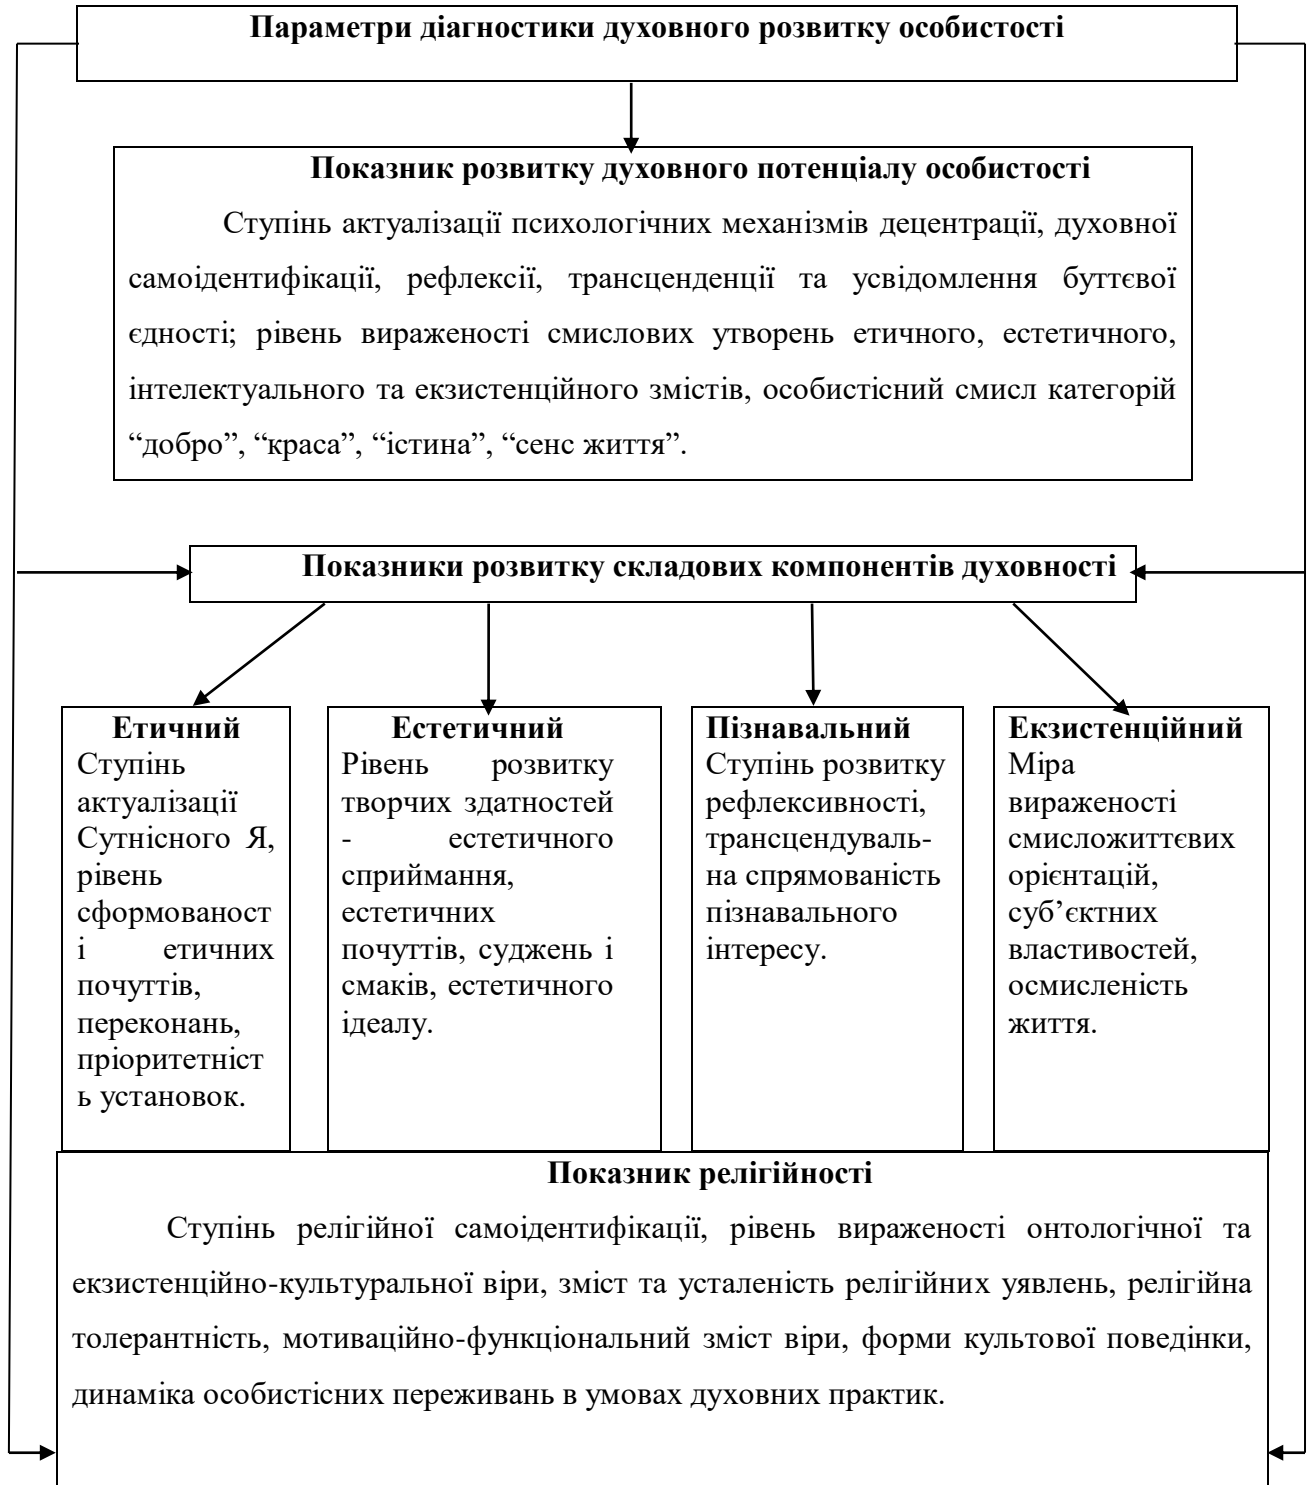 Параметри діагностики духовного розвитку особистості
Показник розвитку духовного потенціалу особистості
Ступінь актуалізації психологічних механізмів децентрації, духовної
самоідентифікації, рефлексії, трансценденції та усвідомлення буттєвої
єдності; рівень вираженості смислових утворень етичного, естетичного,
інтелектуального та екзистенційного змістів, особистісний смисл категорій
“добро”, “краса”, “істина”, “сенс життя”.
Показники розвитку складових компонентів духовності
Етичний
Ступінь
актуалізації
Сутнісного Я,
рівень
сформованост
і етичних
почуттів,
переконань,
пріоритетніст
ь установок.
Естетичний
Рівень розвитку
творчих здатностей
- естетичного
сприймання,
естетичних
почуттів, суджень і
смаків, естетичного
ідеалу.
Пізнавальний
Ступінь розвитку
рефлексивності,
трансцендуваль-
на спрямованість
пізнавального
інтересу.
Екзистенційний
Міра
вираженості
смисложиттєвих
орієнтацій,
суб’єктних
властивостей,
осмисленість
життя.
Показник релігійності
Ступінь релігійної самоідентифікації, рівень вираженості онтологічної та
екзистенційно-культуральної віри, зміст та усталеність релігійних уявлень, релігійна
толерантність, мотиваційно-функціональний зміст віри, форми культової поведінки,
динаміка особистісних переживань в умовах духовних практик.